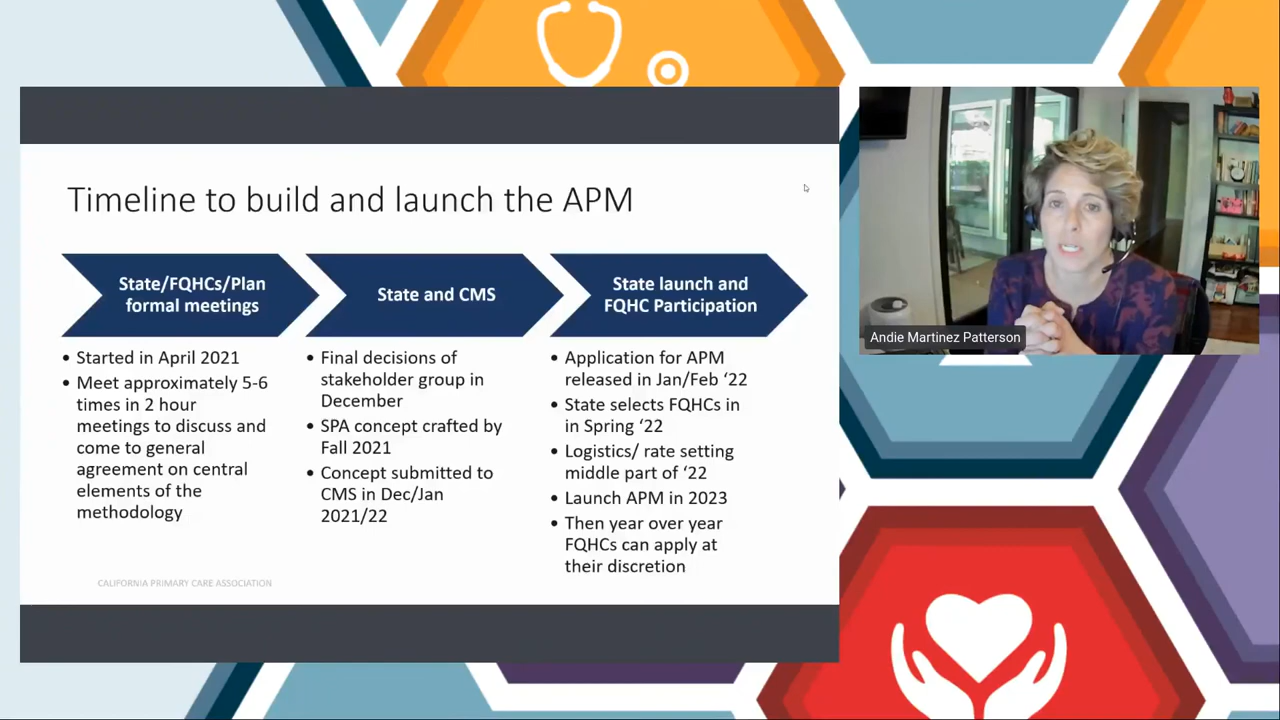 Timeline to build and launch the APM
State/FQHCs/Plan
formal meetings
• Started in April 2021
• Meet approximately 5-6
times in 2 hour
meetings to discuss and
come to general
agreement on central
elements of the
methodology
State and CMS
• Final decisions of
stakeholder group in
December
• SPA concept crafted by
Fall 2021
• Concept submitted to
CMS in Dec/Jan
2021/22
State launch and
FQHC Participation
• Application for APM
released in Jan/Feb ‘22
• State selects FQHCs in
in Spring ‘22
• Logistics/ rate setting
middle part of ‘22
• Launch APM in 2023
• Then year over year
FQHCs can apply at
their discretion
CALIFORNIA PRIMARY CARE ASSOCIATION
Andie Martinez Patterson